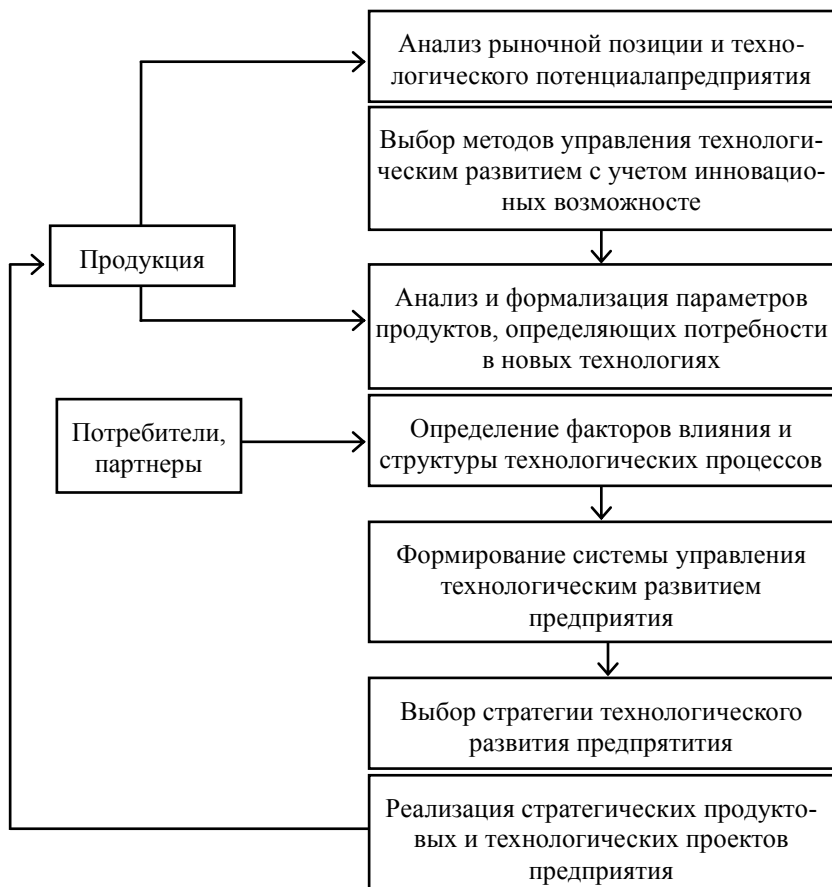 Анализ рыночной позиции и техно-
логического потенциалапредприятия
Выбор методов управления технологи-
ческим развитием с учетом инновацио-
ных возможносте
Продукция
Анализ и формализация параметров
продуктов, определяющих потребности
в новых технологиях
Потребители,
партнеры
Определение факторов влияния и
структуры технологических процессов
Формирование системы управления
технологическим развитием
предприятия
Выбор стратегии технологического
развития предпрятития
Реализация стратегических продукто-
вых и технологических проектов
предприятия